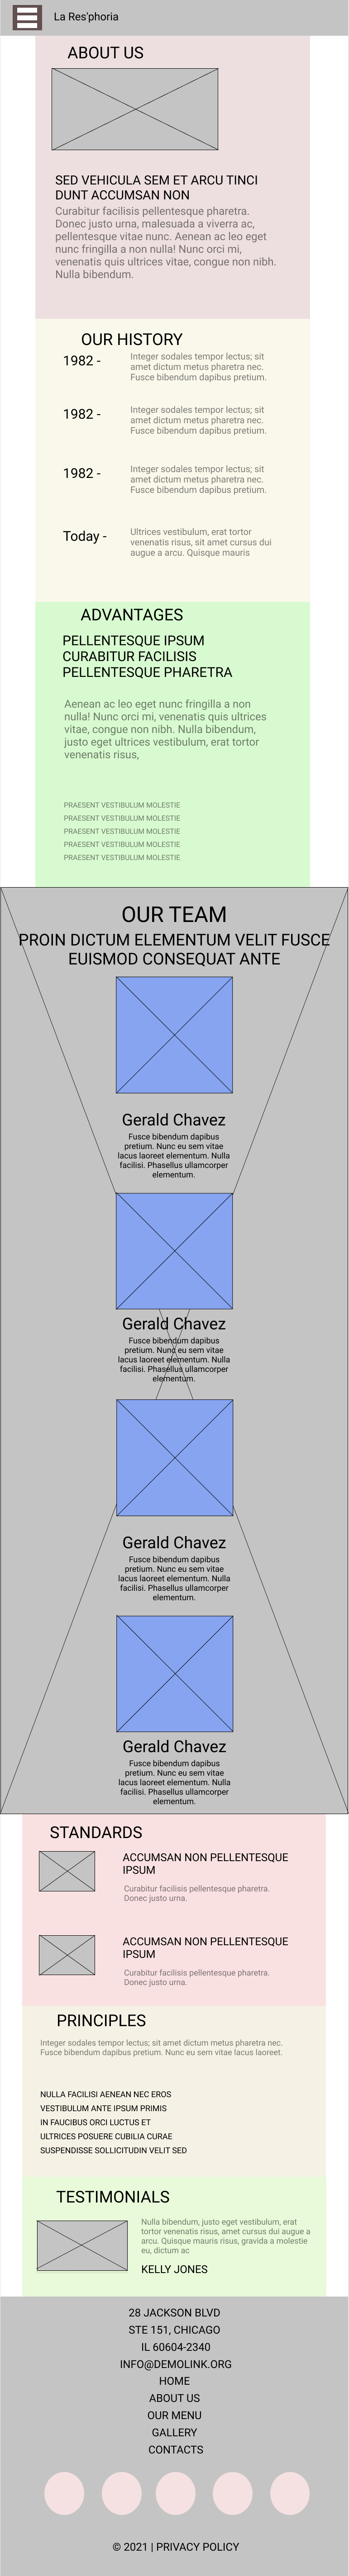 La Res'phoria
ABOUT US
SED VEHICULA SEM ET ARCU TINCI
DUNT ACCUMSAN NON
Curabitur facilisis pellentesque pharetra.
Donec justo urna, malesuada a viverra ac,
pellentesque vitae nunc. Aenean ac leo eget
nunc fringilla a non nulla! Nunc orci mi,
venenatis quis ultrices vitae, congue non nibh.
Nulla bibendum.
OUR HISTORY
1982 -
Integer sodales tempor lectus; sit
amet dictum metus pharetra nec.
Fusce bibendum dapibus pretium.
1982 -
Integer sodales tempor lectus; sit
amet dictum metus pharetra nec.
Fusce bibendum dapibus pretium.
1982 -
Integer sodales tempor lectus; sit
amet dictum metus pharetra nec.
Fusce bibendum dapibus pretium.
Today -
Ultrices vestibulum, erat tortor
venenatis risus, sit amet cursus dui
augue a arcu. Quisque mauris
ADVANTAGES
PELLENTESQUE IPSUM
CURABITUR FACILISIS
PELLENTESQUE PHARETRA
Aenean ac leo eget nunc fringilla a non
nulla! Nunc orci mi, venenatis quis ultrices
vitae, congue non nibh. Nulla bibendum,
justo eget ultrices vestibulum, erat tortor
venenatis risus,
PRAESENT VESTIBULUM MOLESTIE
PRAESENT VESTIBULUM MOLESTIE
PRAESENT VESTIBULUM MOLESTIE
PRAESENT VESTIBULUM MOLESTIE
PRAESENT VESTIBULUM MOLESTIE
OUR TEAM
PROIN DICTUM ELEMENTUM VELIT FUSCE
EUISMOD CONSEQUAT ANTE
Gerald Chavez
Fusce bibendum dapibus
pretium. Nunc eu sem vitae
lacus laoreet elementum. Nulla
facilisi. Phasellus ullamcorper
elementum.
Gerald Chavez
Fusce bibendum dapibus
pretium. Nunc eu sem vitae
lacus laoreet elementum. Nulla
facilisi. Phasellus ullamcorper
elementum.
Gerald Chavez
Fusce bibendum dapibus
pretium. Nunc eu sem vitae
lacus laoreet elementum. Nulla
facilisi. Phasellus ullamcorper
elementum.
Gerald Chavez
Fusce bibendum dapibus
pretium. Nunc eu sem vitae
lacus laoreet elementum. Nulla
facilisi. Phasellus ullamcorper
elementum.
STANDARDS
ACCUMSAN NON PELLENTESQUE
IPSUM
Curabitur facilisis pellentesque pharetra.
Donec justo urna.
ACCUMSAN NON PELLENTESQUE
IPSUM
Curabitur facilisis pellentesque pharetra.
Donec justo urna.
PRINCIPLES
Integer sodales tempor lectus; sit amet dictum metus pharetra nec.
Fusce bibendum dapibus pretium. Nunc eu sem vitae lacus laoreet.
NULLA FACILISI AENEAN NEC EROS
VESTIBULUM ANTE IPSUM PRIMIS
IN FAUCIBUS ORCI LUCTUS ET
ULTRICES POSUERE CUBILIA CURAE
SUSPENDISSE SOLLICITUDIN VELIT SED
TESTIMONIALS
Nulla bibendum, justo eget vestibulum, erat
tortor venenatis risus, amet cursus dui augue a
arcu. Quisque mauris risus, gravida a molestie
eu, dictum ac
KELLY JONES
28 JACKSON BLVD
STE 151, CHICAGO
IL 60604-2340
INFO@DEMOLINK.ORG
HOME
ABOUT US
OUR MENU
GALLERY
CONTACTS
© 2021 | PRIVACY POLICY